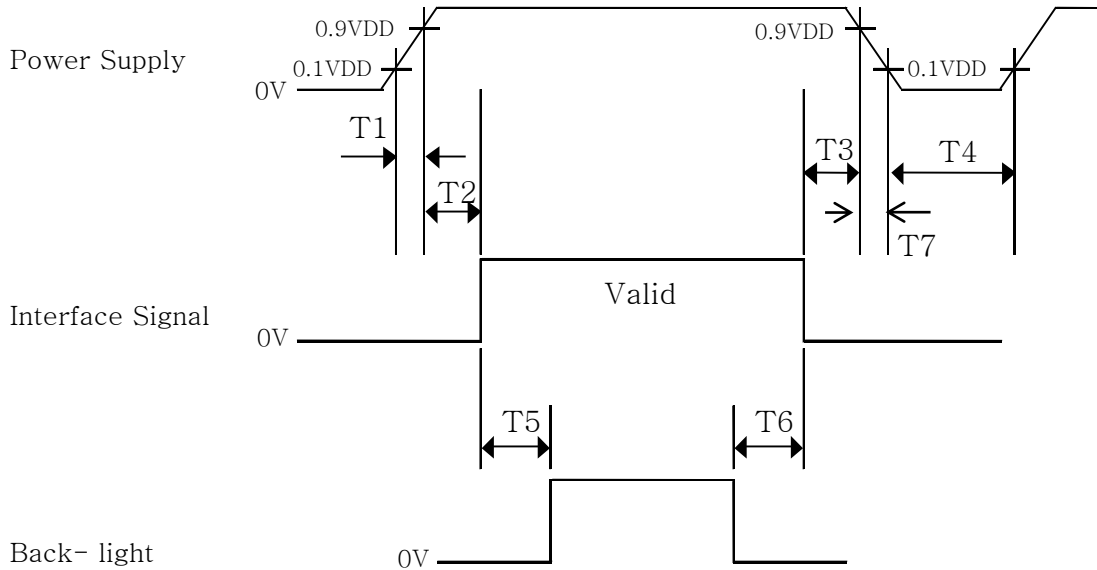 0.9VDD
0.9VDD
Power Supply
0.1VDD
0.1VDD
0V
T1
T3
T4
T2
T7
Valid
Interface Signal
0V
T5
T6
Back- light
0V